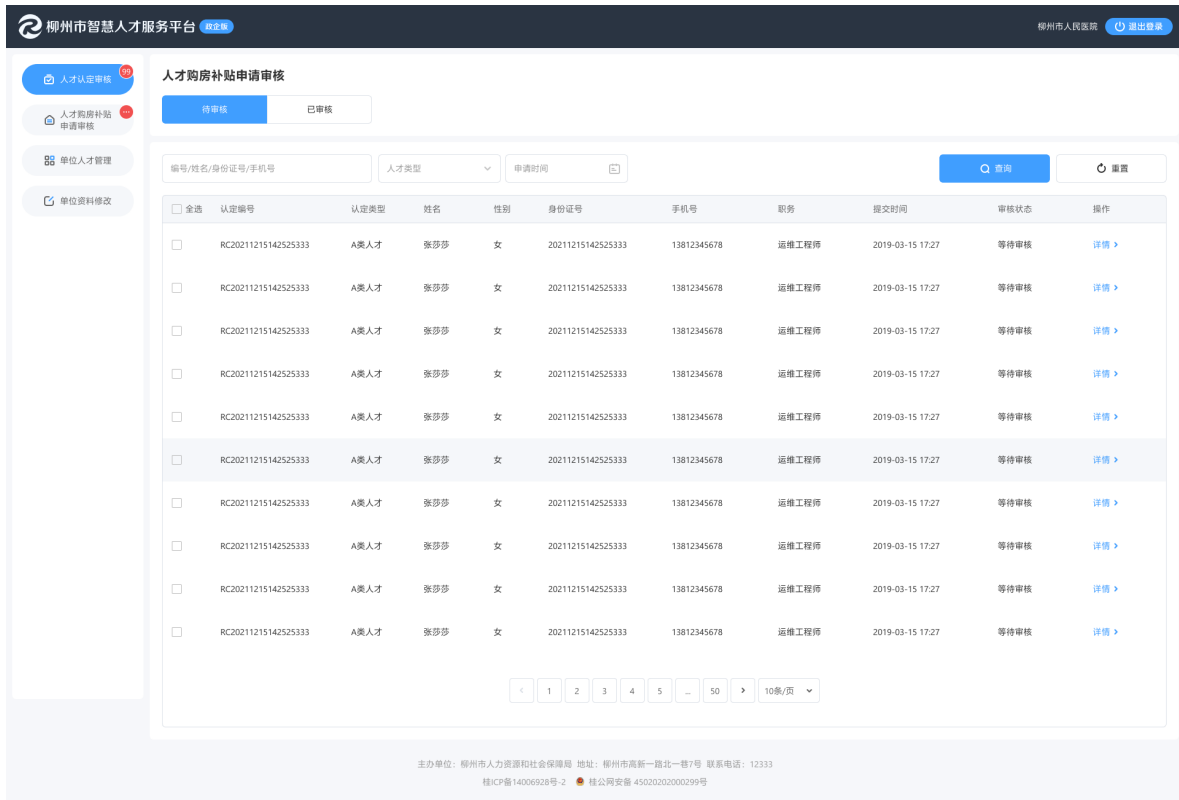 柳州市智慧人才服务平台 政企版
柳州市人民医院 退出登录
人才认定审核 99
人才购房补贴
申请审核
单位人才管理
单位资料修改
人才购房补贴申请审核
待审核 已审核
编号/姓名/身份证号/手机号 人才类型 申请时间 查询 重置
全选 认定编号 认定类型 姓名 性别 身份证号 手机号 职务 提交时间 审核状态 操作
RC20211215142525333 A类人才 张莎莎 女 20211215142525333 13812345678 运维工程师 2019-03-15 17:27 等待审核 详情
RC20211215142525333 A类人才 张莎莎 女 20211215142525333 13812345678 运维工程师 2019-03-15 17:27 等待审核 详情
RC20211215142525333 A类人才 张莎莎 女 20211215142525333 13812345678 运维工程师 2019-03-15 17:27 等待审核 详情
RC20211215142525333 A类人才 张莎莎 女 20211215142525333 13812345678 运维工程师 2019-03-15 17:27 等待审核 详情
RC20211215142525333 A类人才 张莎莎 女 20211215142525333 13812345678 运维工程师 2019-03-15 17:27 等待审核 详情
RC20211215142525333 A类人才 张莎莎 女 20211215142525333 13812345678 运维工程师 2019-03-15 17:27 等待审核 详情
RC20211215142525333 A类人才 张莎莎 女 20211215142525333 13812345678 运维工程师 2019-03-15 17:27 等待审核 详情
RC20211215142525333 A类人才 张莎莎 女 20211215142525333 13812345678 运维工程师 2019-03-15 17:27 等待审核 详情
RC20211215142525333 A类人才 张莎莎 女 20211215142525333 13812345678 运维工程师 2019-03-15 17:27 等待审核 详情
RC20211215142525333 A类人才 张莎莎 女 20211215142525333 13812345678 运维工程师 2019-03-15 17:27 等待审核 详情
1 2 3 4 5 ... 50 10条/页
主办单位：柳州市人力资源和社会保障局 地址：柳州市高新一路北一巷7号 联系电话：12333
桂ICP备14006928号-2 桂公网安备 45020202000299号